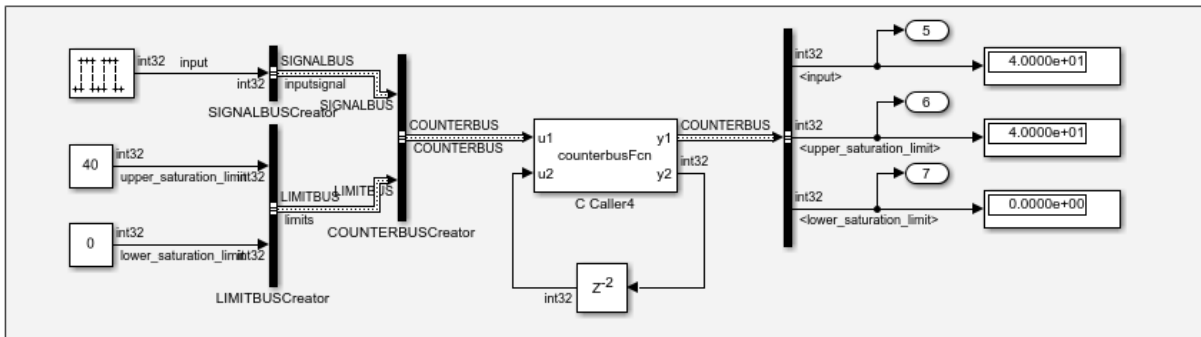 int32
input
int32
SIGNALBUS
inputsignal
SIGNALBUS
SIGNALBUSCreator
40
int32
upper_saturation_limit
int32
0
int32
lower_saturation_limit
int32
LIMITBUS
limits
LIMITBUS
LIMITBUSCreator
COUNTERBUS
COUNTERBUS
COUNTERBUSCreator
u1
u2
counterbusFcn
y1
y2
C Caller4
COUNTERBUS
int32
Z-2
int32
int32
<input>
5
4.0000e+01
int32
<upper_saturation_limit>
6
4.0000e+01
int32
<lower_saturation_limit>
7
0.0000e+00